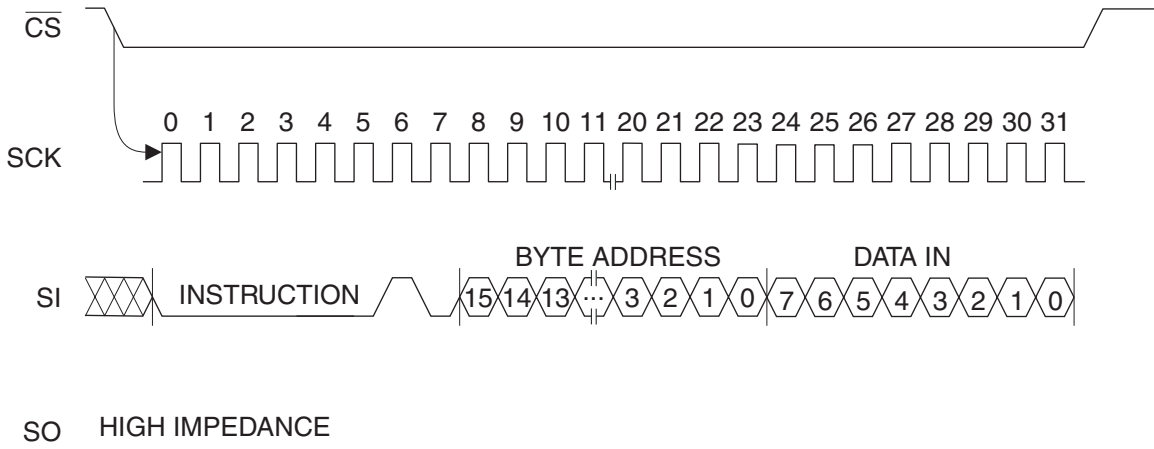 CS
0 1 2 3 4 5 6 7 8 9 10 11 20 21 22 23 24 25 26 27 28 29 30 31
SCK
BYTE ADDRESS DATA IN
SI INSTRUCTION 15 14 13 ... 3 2 1 0 7 6 5 4 3 2 1 0
SO HIGH IMPEDANCE